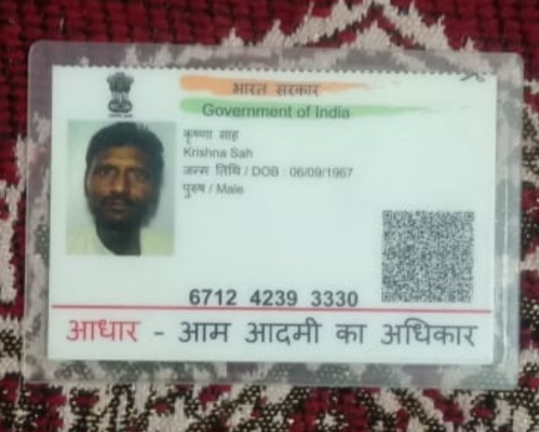 भारत सरकार
Government of India
कृष्णा साह
Krishna Sah
जन्म तिथि / DOB : 06/09/1967
पुरुष / Male
6712 4239 3330
आधार - आम आदमी का अधिकार